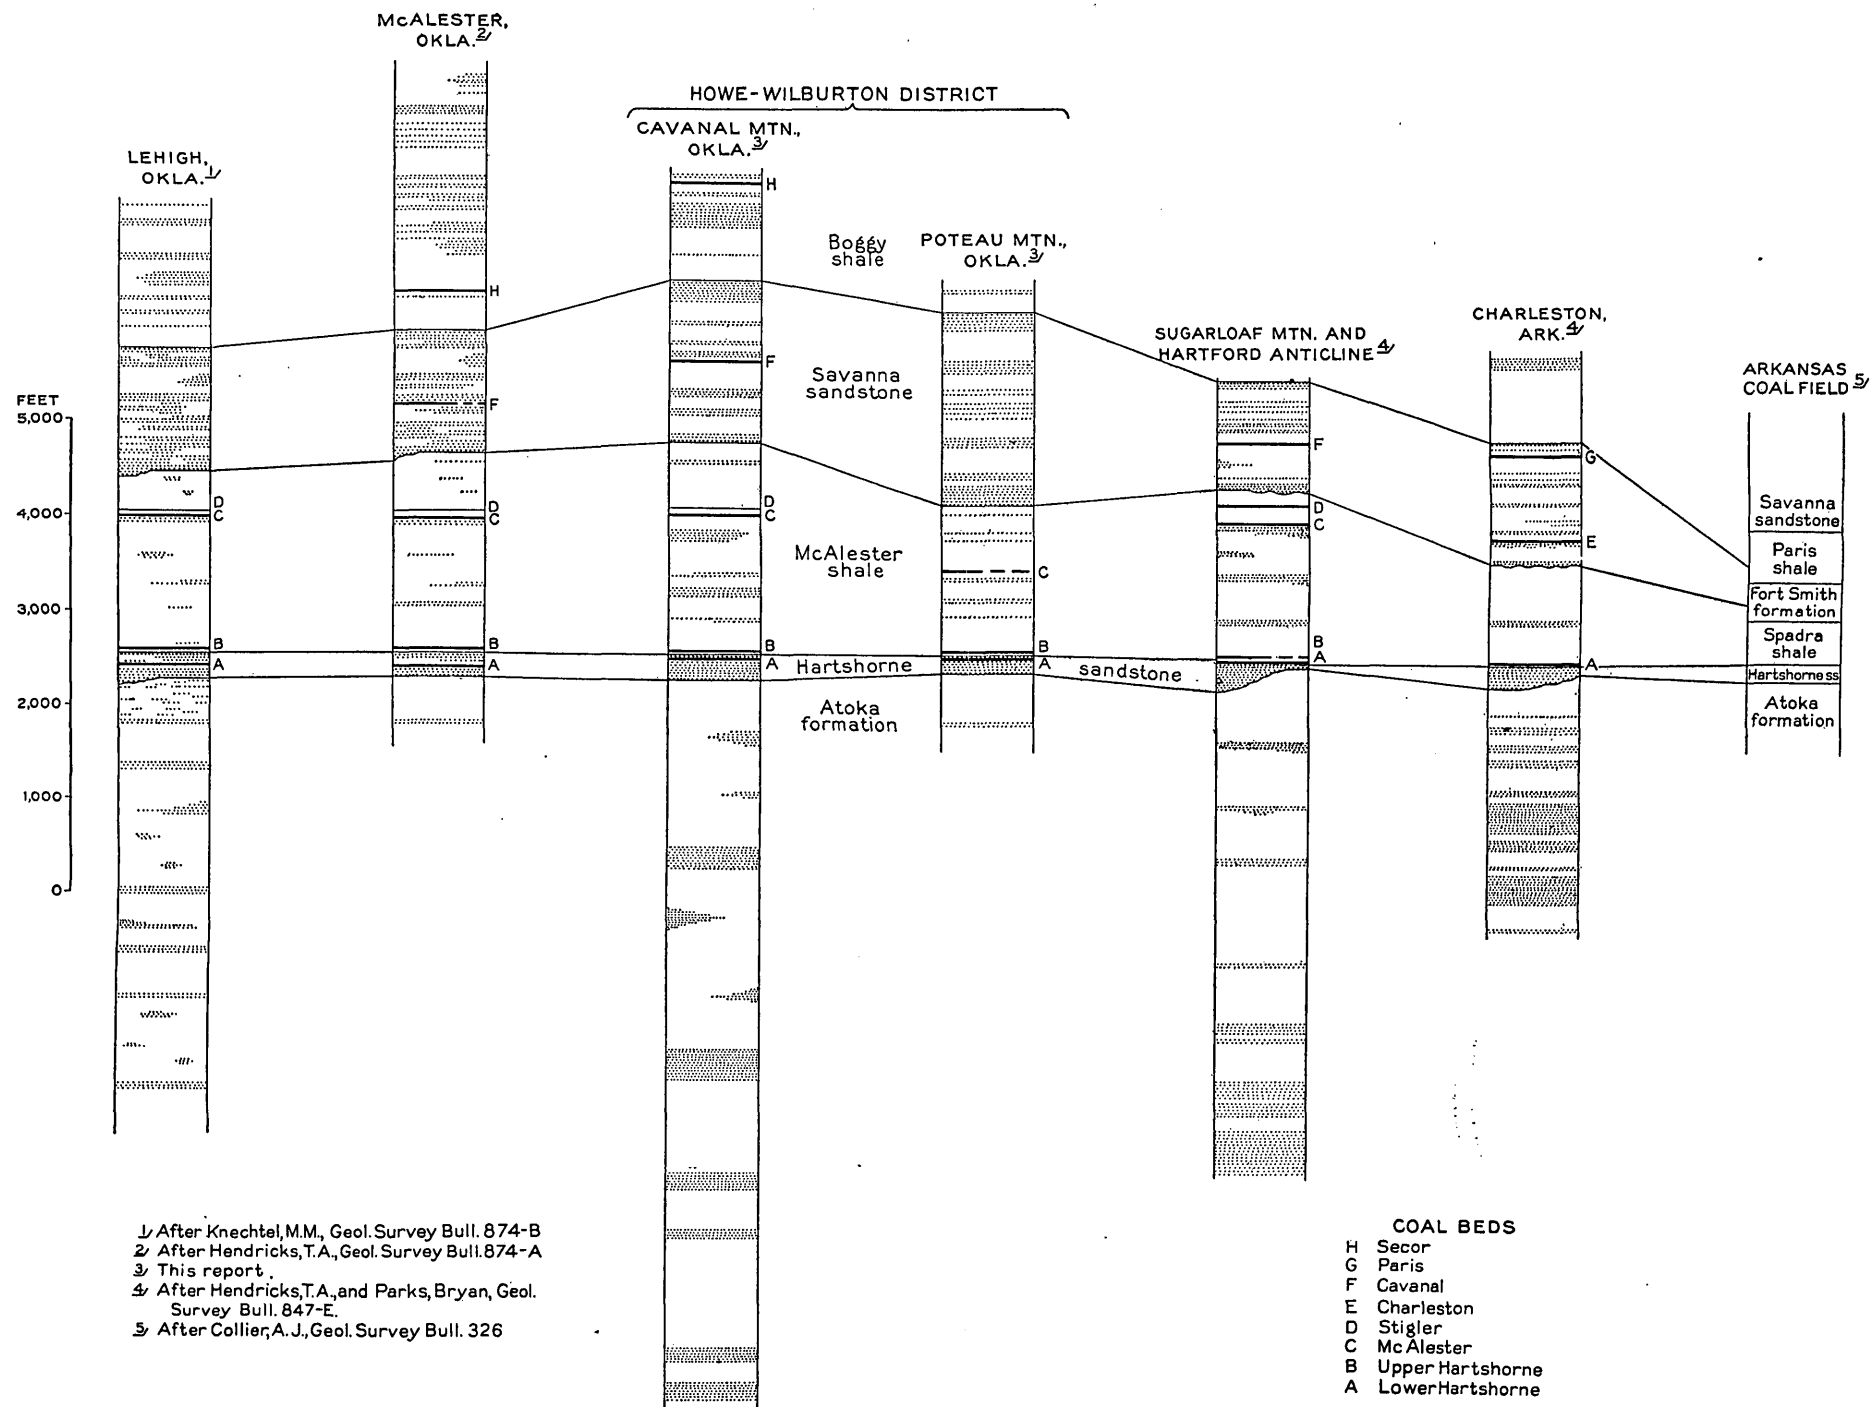 McALESTER,
OKLA. 2/
HOWE-WILBURTON DISTRICT
CAVANAL MTN.,
OKLA. 3/
LEHIGH,
OKLA. 1/
H
Boggy
shale
POTEAU MTN.,
OKLA. 3/
H
CHARLESTON,
ARK. 4/
SUGARLOAF MTN. AND
HARTFORD ANTICLINE 4/
F
ARKANSAS
COAL FIELD 5/
Savanna
sandstone
FEET
5,000
F
F
G
D
C
D
C
D
C
D
C
4,000
Savanna
sandstone
E
McAlester
shale
C
Paris
shale
3,000
Fort Smith
formation
B
A
B
A
B
A
B
A
B
A
A
Spadra
shale
Hartshorne
sandstone
Hartshorne ss
2,000
Atoka
formation
Atoka
formation
1,000
0
1/ After Knechtel, M.M., Geol. Survey Bull. 874-B
2/ After Hendricks, T.A., Geol. Survey Bull. 874-A
3/ This report.
4/ After Hendricks, T.A., and Parks, Bryan, Geol.
Survey Bull. 847-E.
5/ After Collier, A.J., Geol. Survey Bull. 326
COAL BEDS
H Secor
G Paris
F Cavanal
E Charleston
D Stigler
C McAlester
B Upper Hartshorne
A Lower Hartshorne